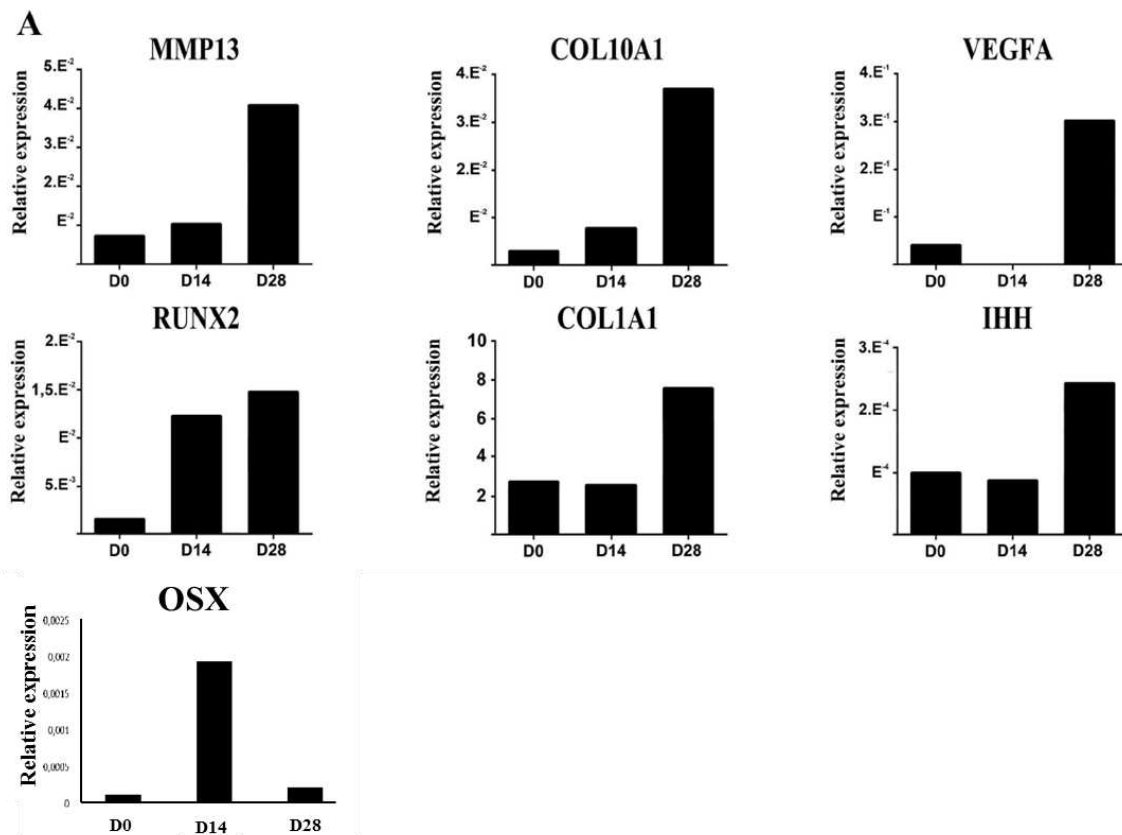 A
MMP13
Relative expression
5.E-2
4.E-2
3.E-2
2.E-2
E-2
D0 D14 D28
COL10A1
Relative expression
4.E-2
3.E-2
2.E-2
E-2
D0 D14 D28
VEGFA
Relative expression
4.E-1
3.E-1
E-1
E-1
D0 D14 D28
RUNX2
Relative expression
2.E-2
1,5.E-2
E-2
5.E-3
D0 D14 D28
COL1A1
Relative expression
10
8
6
4
2
D0 D14 D28
IHH
Relative expression
3.E-4
2.E-4
E-4
D0 D14 D28
OSX
Relative expression
0,0025
0,002
0,0015
0,001
0,0005
0
D0 D14 D28